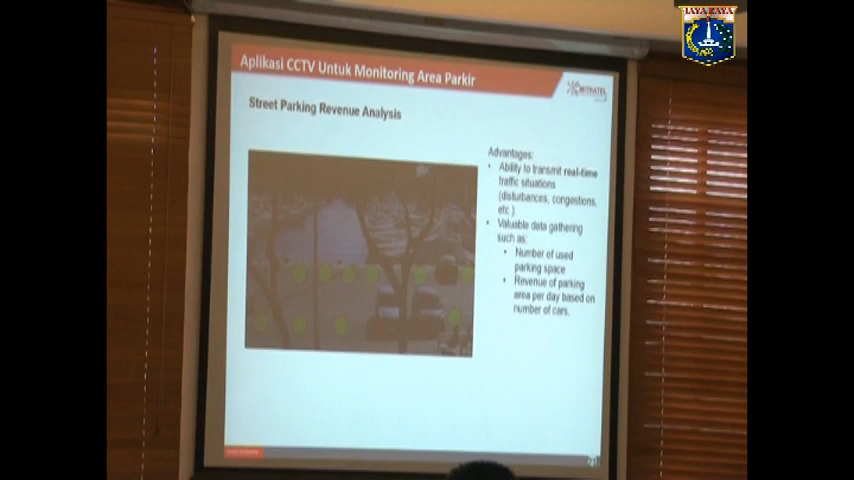 JAYA RAYA
Aplikasi CCTV Untuk Monitoring Area Parkir
MITRATEL
Street Parking Revenue Analysis
Advantages:
• Ability to transmit real-time
traffic situations
(disturbances, congestions,
etc.)
• Valuable data gathering
such as:
• Number of used
parking space
• Revenue of parking
area per day based on
number of cars.